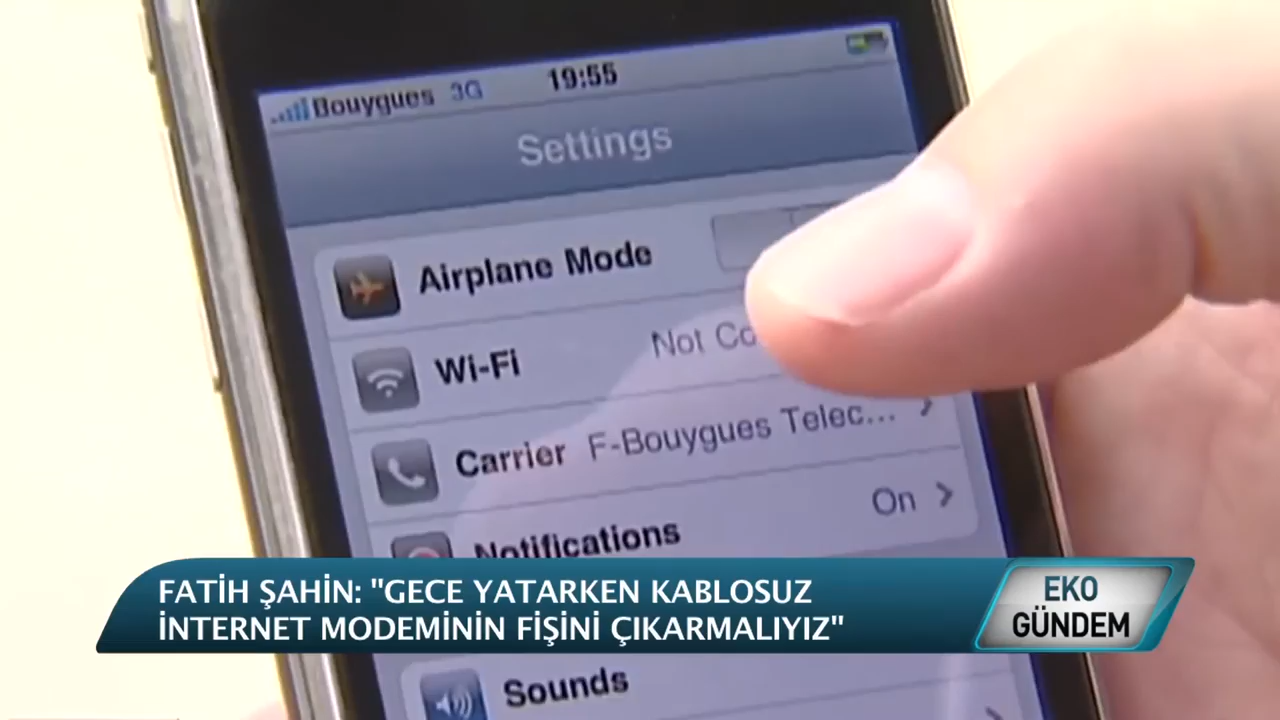 Bouygues 3G 19:55
Settings
Airplane Mode
Wi-Fi Not Co
Carrier F-Bouygues Telec...
Notifications On
FATİH ŞAHİN: "GECE YATARKEN KABLOSUZ
İNTERNET MODEMİNİN FİŞİNİ ÇIKARMALIYIZ"
EKO
GÜNDEM
Sounds